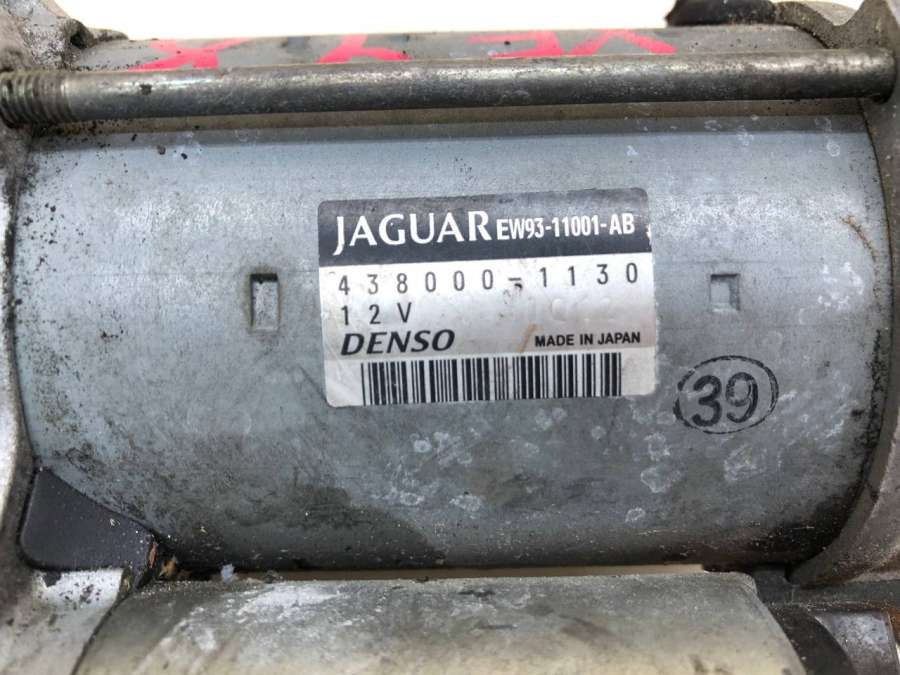 JAGUAR EW93-11001-AB
438000-1130
12V
DENSO MADE IN JAPAN
39